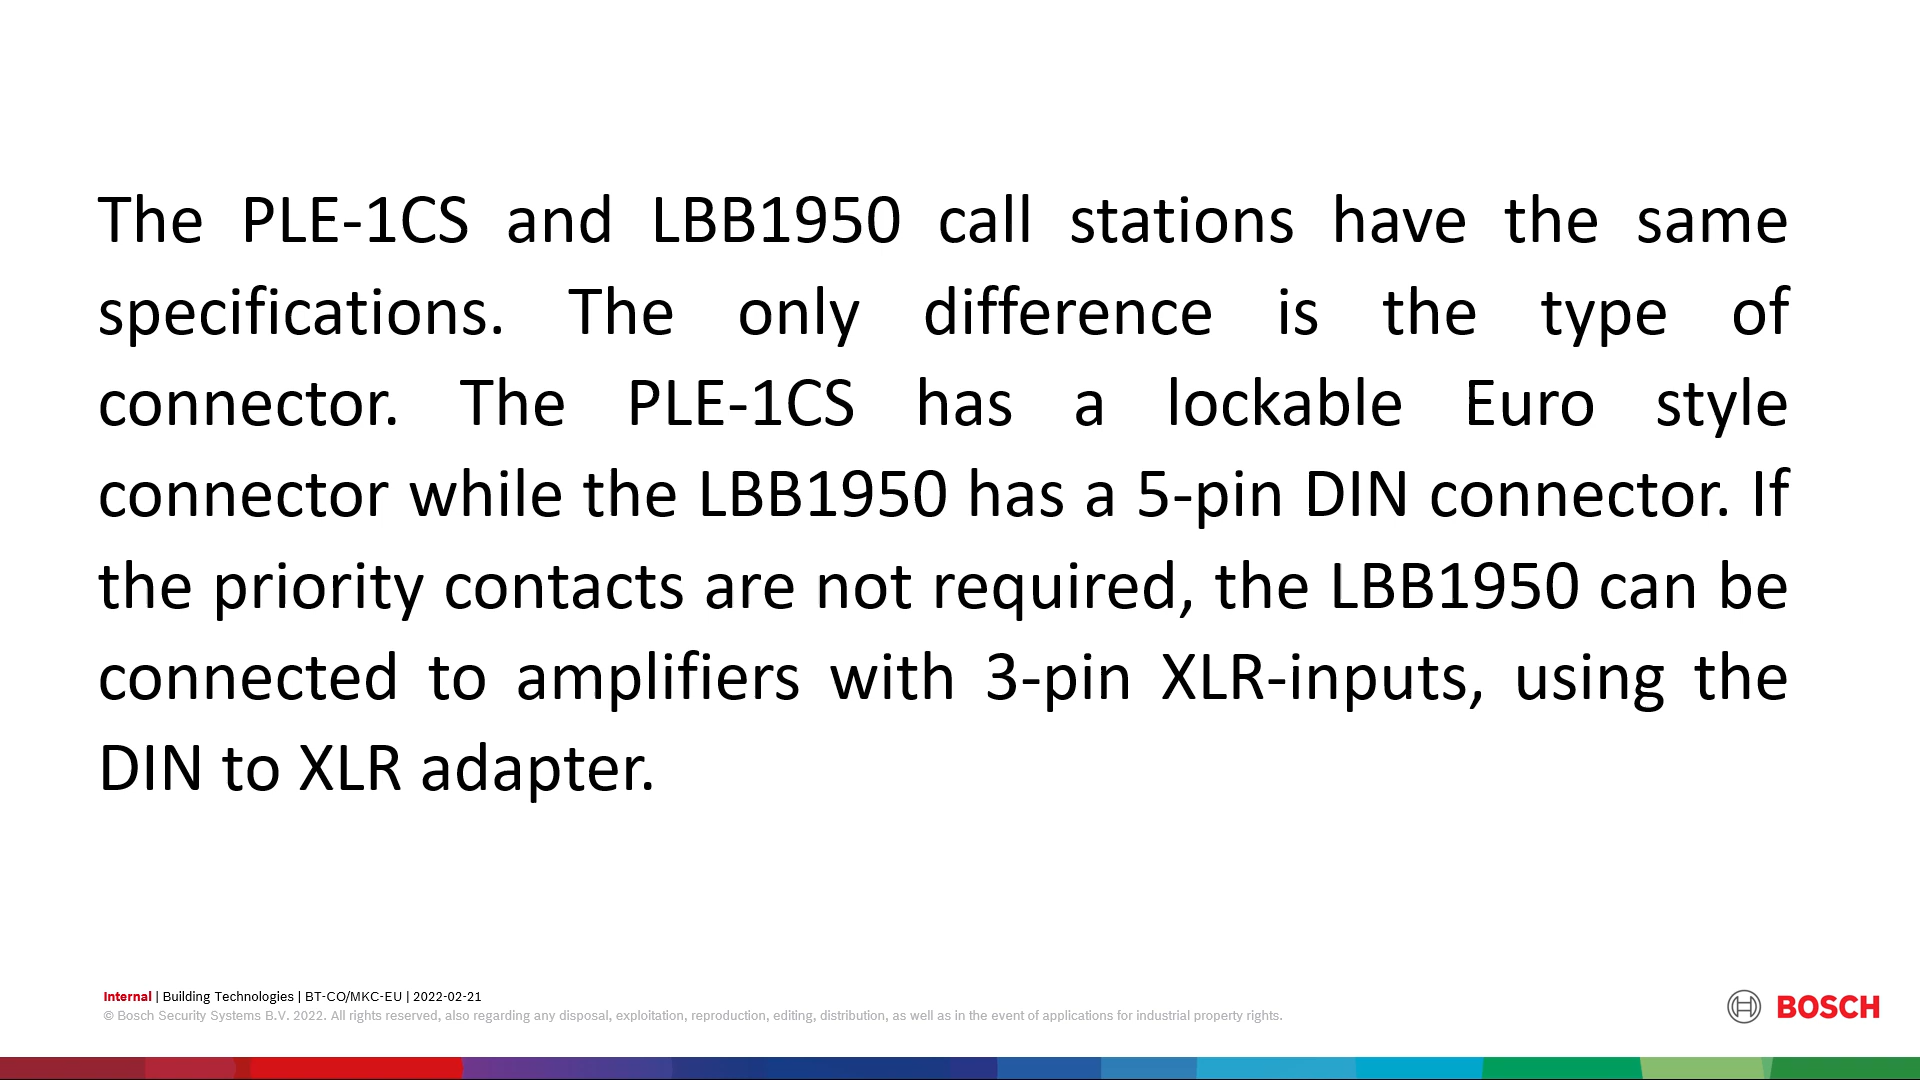 The PLE-1CS and LBB1950 call stations have the same
specifications. The only difference is the type of
connector. The PLE-1CS has a lockable Euro style
connector while the LBB1950 has a 5-pin DIN connector. If
the priority contacts are not required, the LBB1950 can be
connected to amplifiers with 3-pin XLR-inputs, using the
DIN to XLR adapter.
Internal | Building Technologies | BT-CO/MKC-EU | 2022-02-21
© Bosch Security Systems B.V. 2022. All rights reserved, also regarding any disposal, exploitation, reproduction, editing, distribution, as well as in the event of applications for industrial property rights.
BOSCH